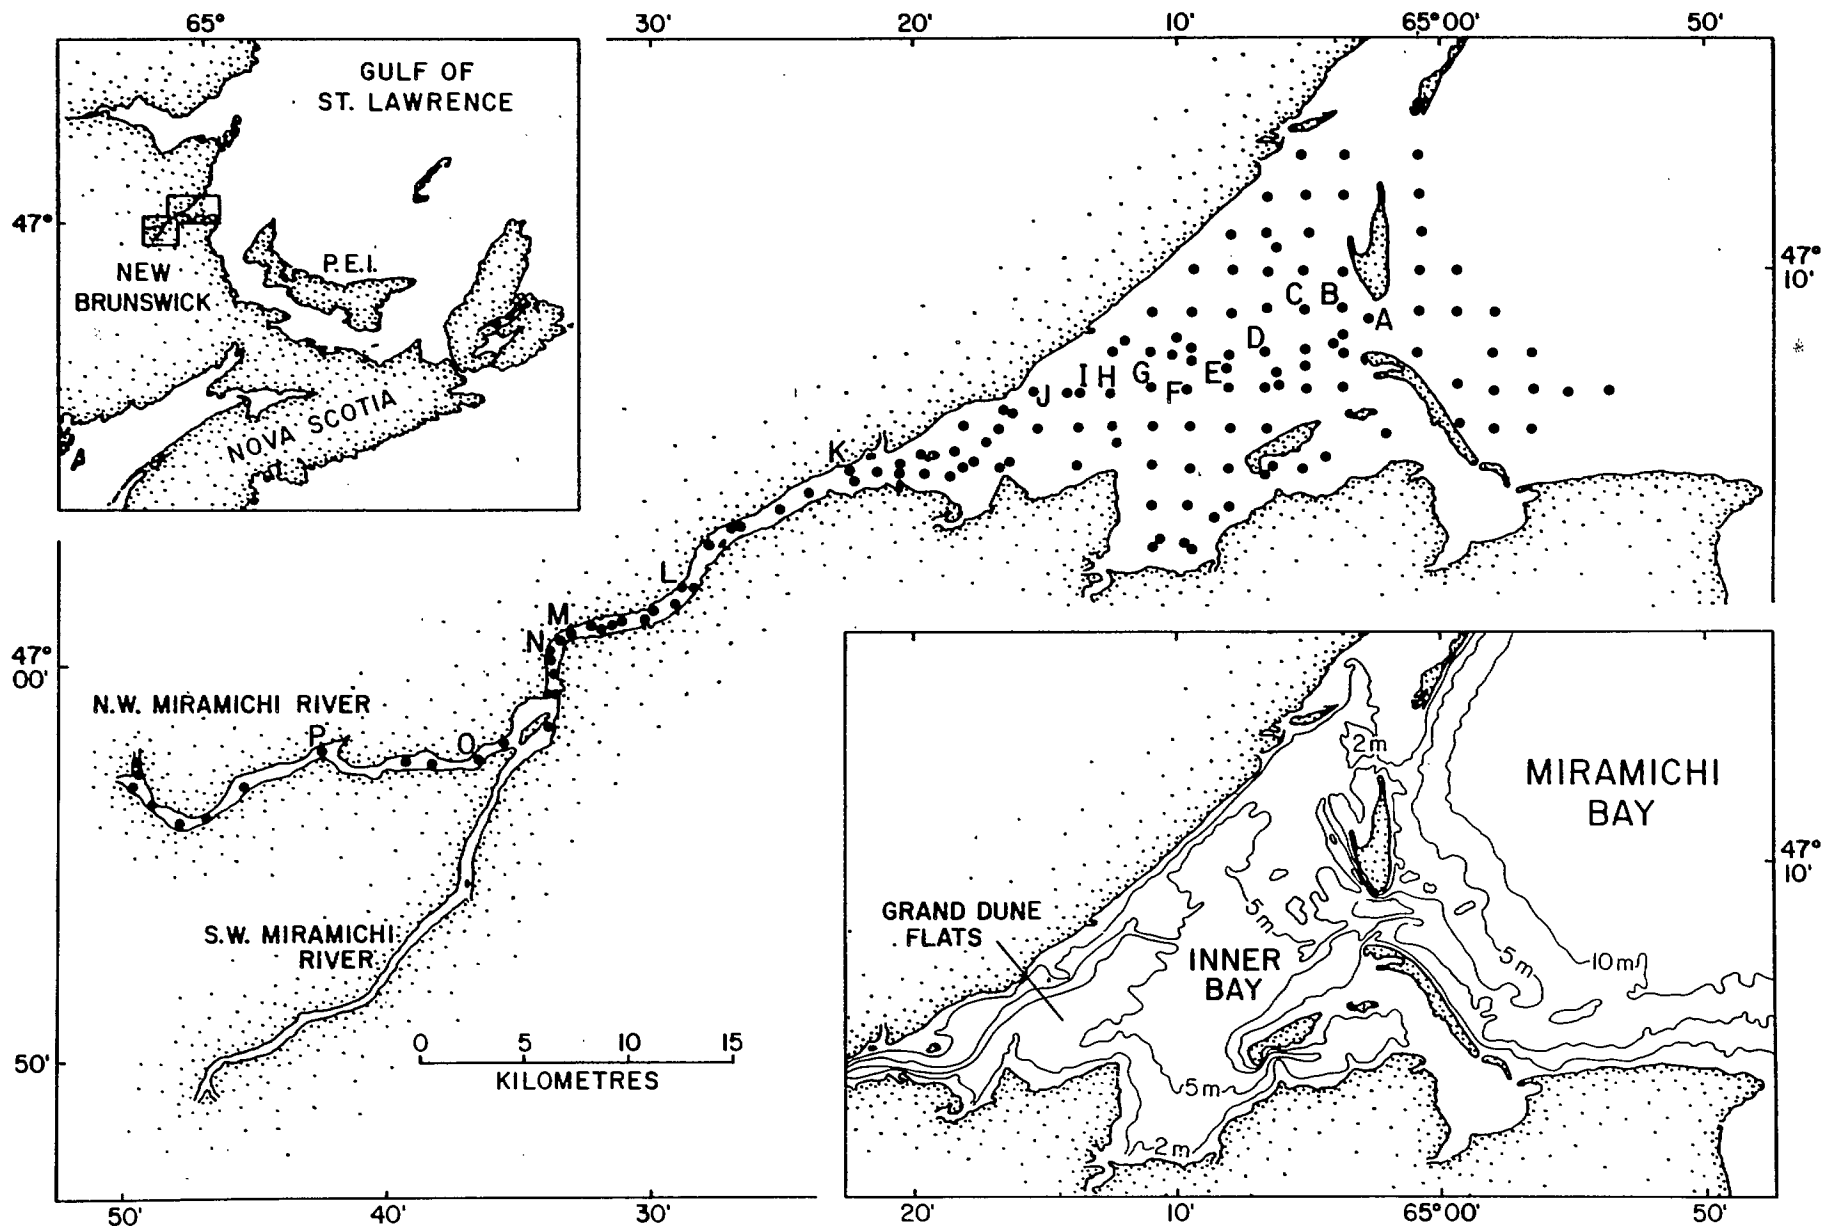 65°
30'
20'
10'
65°00'
50'
GULF OF
ST. LAWRENCE
47°
NEW
BRUNSWICK
P.E.I.
NOVA SCOTIA
47°
10'
C B
A
D
I H G E
F
J
K
L
M
N
47°
00'
N.W. MIRAMICHI RIVER
P
O
2m
MIRAMICHI
BAY
47°
10'
GRAND DUNE
FLATS
5m
INNER
BAY
5m
10m
S.W. MIRAMICHI
RIVER
0 5 10 15
KILOMETRES
50'
5m
2m
50'
40'
30'
20'
10'
65°00'
50'